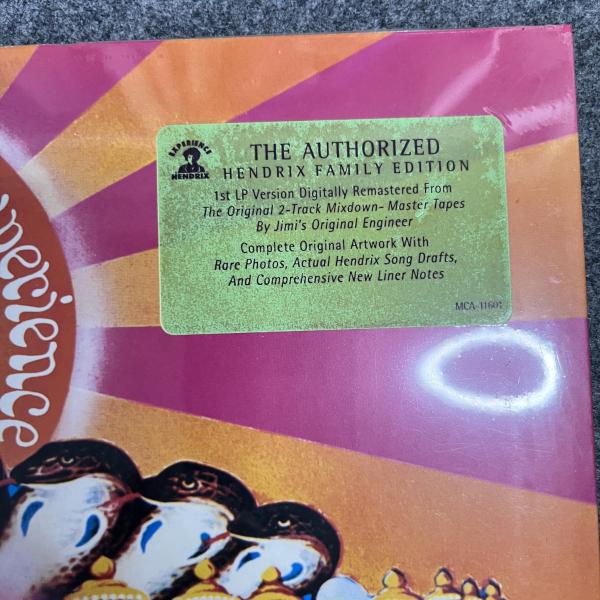 EXPERIENCE
HENDRIX
THE AUTHORIZED
HENDRIX FAMILY EDITION
1st LP Version Digitally Remastered From
The Original 2-Track Mixdown- Master Tapes
By Jimi's Original Engineer
Complete Original Artwork With
Rare Photos, Actual Hendrix Song Drafts,
And Comprehensive New Liner Notes
MCA-11601